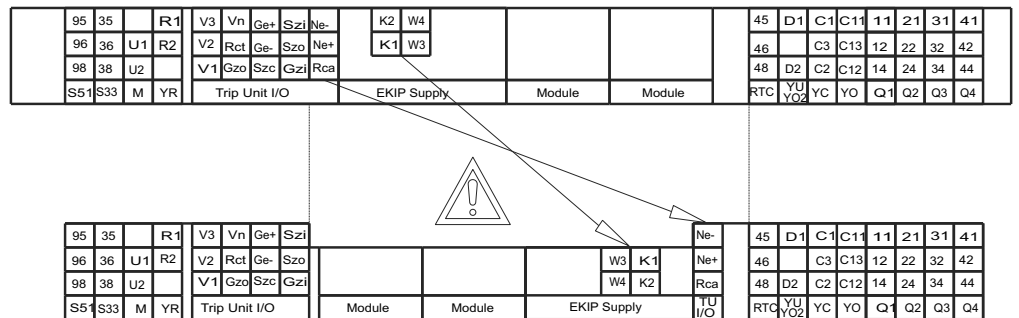 95 35 R1 V3 Vn Ge+ Szi Ne- K2 W4 45 D1 C1 C11 11 21 31 41
96 36 U1 R2 V2 Rct Ge- Szo Ne+ K1 W3 46 C3 C13 12 22 32 42
98 38 U2 V1 Gzo Szc Gzi Rca 48 D2 C2 C12 14 24 34 44
S51 S33 M YR Trip Unit I/O EKIP Supply Module Module RTC YU YO2 YC YO Q1 Q2 Q3 Q4
95 35 R1 V3 Vn Ge+ Szi Ne- 45 D1 C1 C11 11 21 31 41
96 36 U1 R2 V2 Rct Ge- Szo W3 K1 Ne+ 46 C3 C13 12 22 32 42
98 38 U2 V1 Gzo Szc Gzi W4 K2 Rca 48 D2 C2 C12 14 24 34 44
S51 S33 M YR Trip Unit I/O Module Module EKIP Supply TU I/O RTC YU YO2 YC YO Q1 Q2 Q3 Q4